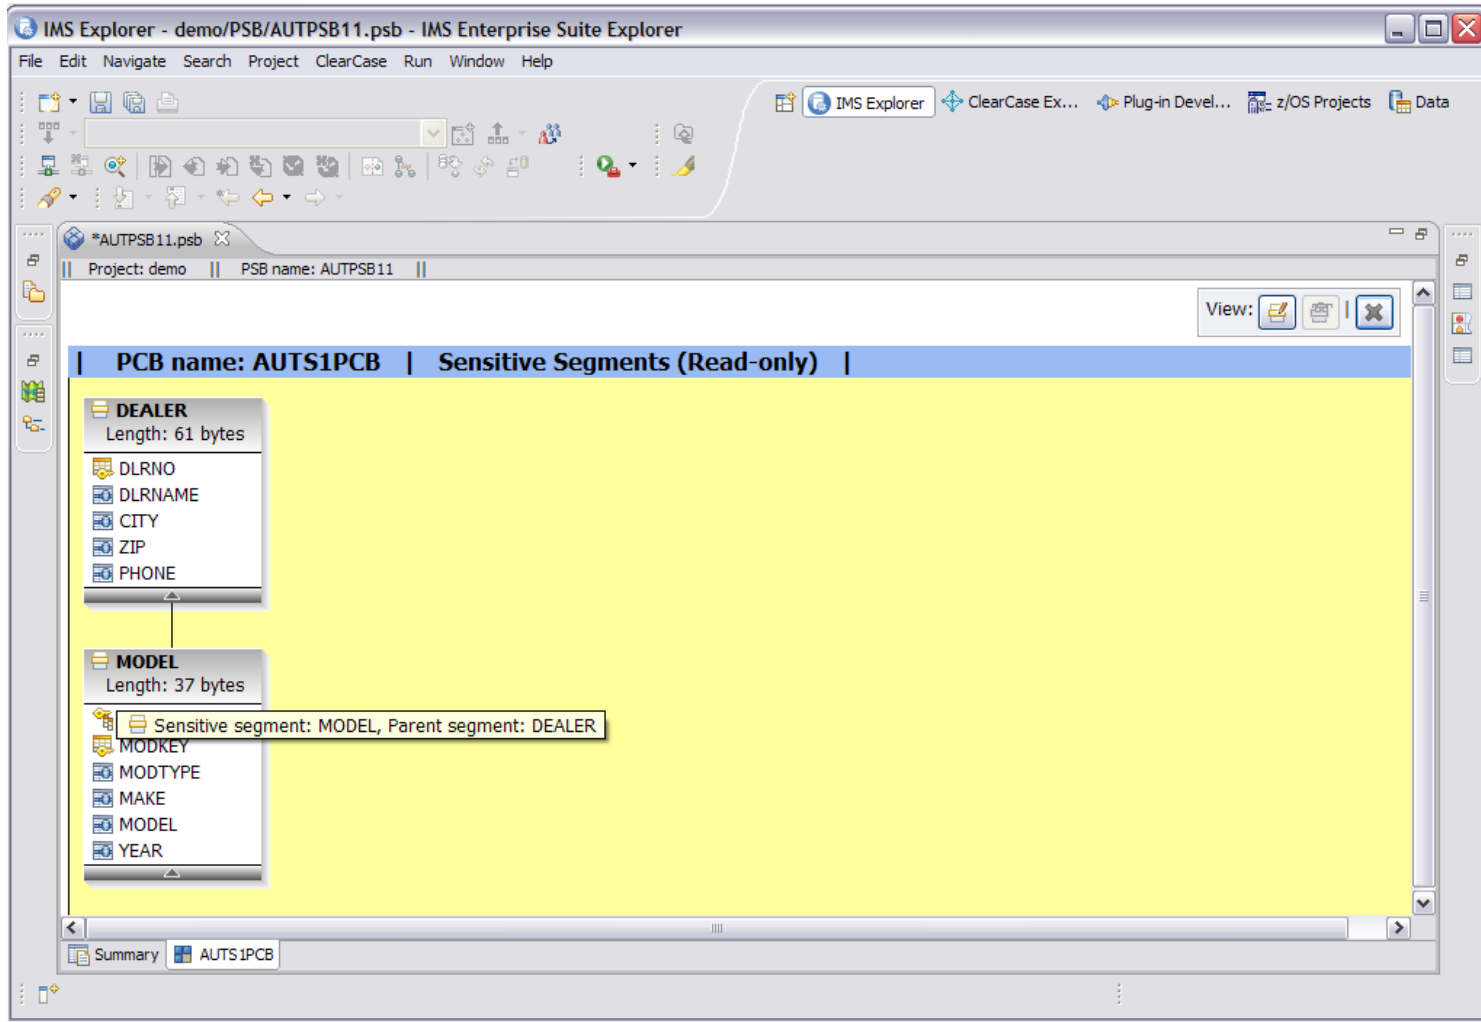 IMS Explorer - demo/PSB/AUTPSB11.psb - IMS Enterprise Suite Explorer
File Edit Navigate Search Project ClearCase Run Window Help
IMS Explorer ClearCase Ex... Plug-in Devel... z/OS Projects Data
*AUTPSB11.psb
|| Project: demo || PSB name: AUTPSB11 ||
View:
| PCB name: AUTS1PCB | Sensitive Segments (Read-only) |
DEALER
Length: 61 bytes
DLRNO
DLRNAME
CITY
ZIP
PHONE
MODEL
Length: 37 bytes
Sensitive segment: MODEL, Parent segment: DEALER
MODKEY
MODTYPE
MAKE
MODEL
YEAR
Summary AUTS1PCB